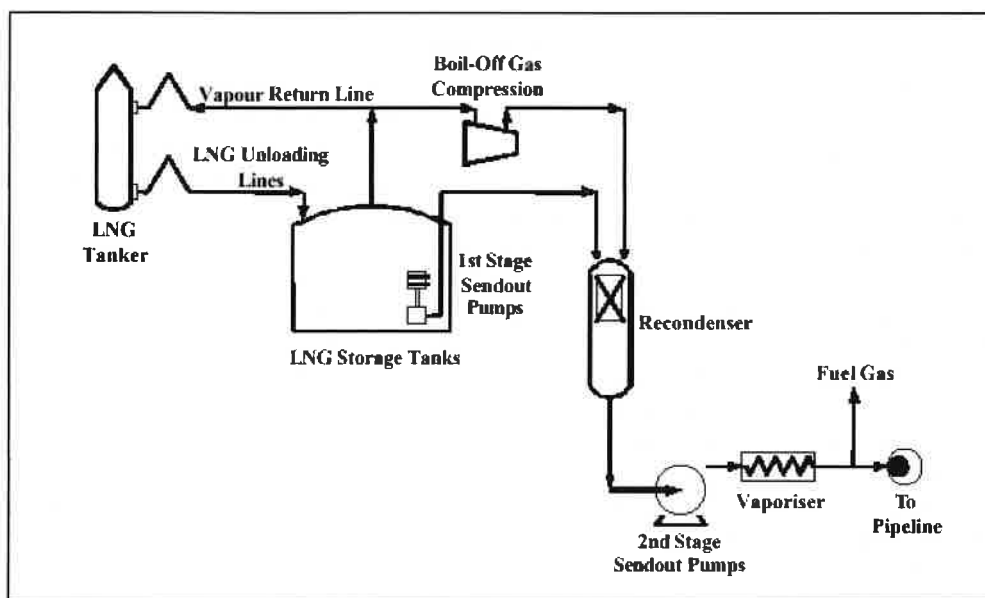 Boil-Off Gas
Compression
Vapour Return Line
LNG Unloading
Lines
LNG
Tanker
1st Stage
Sendout
Pumps
LNG Storage Tanks
Recondenser
Fuel Gas
Vaporiser
To
Pipeline
2nd Stage
Sendout Pumps